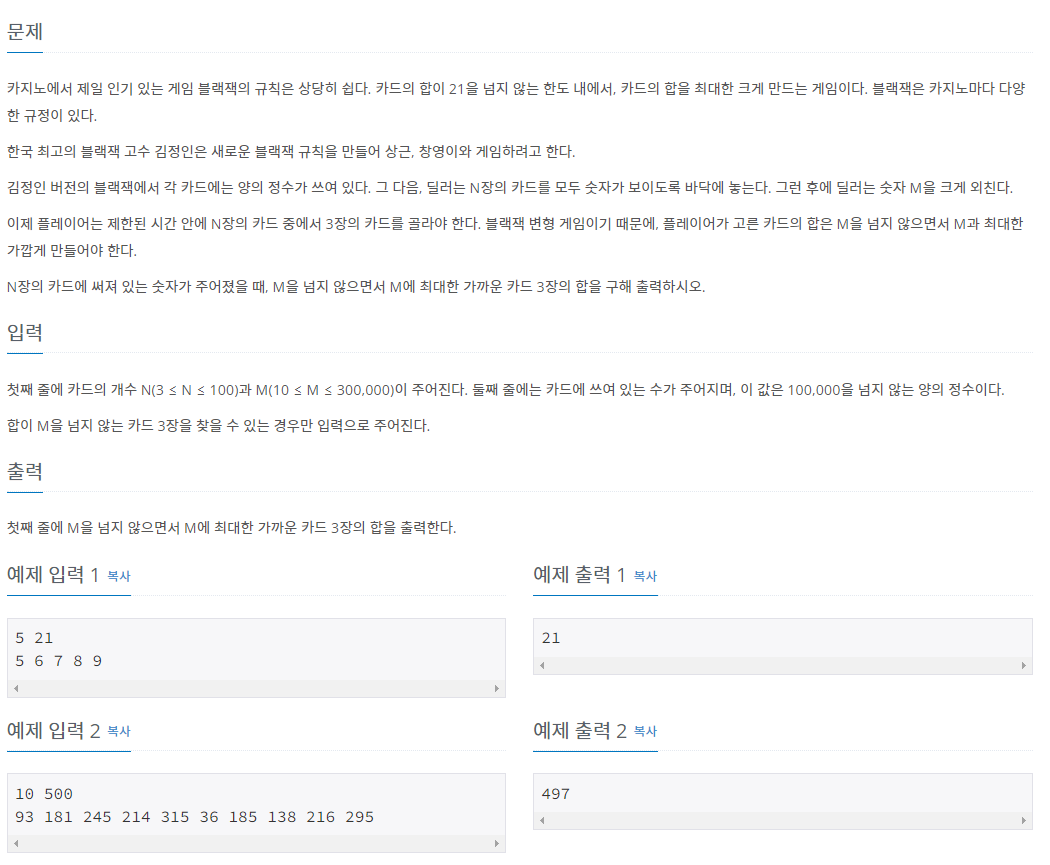 문제
카지노에서 제일 인기 있는 게임 블랙잭의 규칙은 상당히 쉽다. 카드의 합이 21을 넘지 않는 한도 내에서, 카드의 합을 최대한 크게 만드는 게임이다. 블랙잭은 카지노마다 다양
한 규정이 있다.
한국 최고의 블랙잭 고수 김정인은 새로운 블랙잭 규칙을 만들어 상근, 창영이와 게임하려고 한다.
김정인 버전의 블랙잭에서 각 카드에는 양의 정수가 쓰여 있다. 그 다음, 딜러는 N장의 카드를 모두 숫자가 보이도록 바닥에 놓는다. 그런 후에 딜러는 숫자 M을 크게 외친다.
이제 플레이어는 제한된 시간 안에 N장의 카드 중에서 3장의 카드를 골라야 한다. 블랙잭 변형 게임이기 때문에, 플레이어가 고른 카드의 합은 M을 넘지 않으면서 M과 최대한
가깝게 만들어야 한다.
N장의 카드에 써져 있는 숫자가 주어졌을 때, M을 넘지 않으면서 M에 최대한 가까운 카드 3장의 합을 구해 출력하시오.
입력
첫째 줄에 카드의 개수 N(3 ≤ N ≤ 100)과 M(10 ≤ M ≤ 300,000)이 주어진다. 둘째 줄에는 카드에 쓰여 있는 수가 주어지며, 이 값은 100,000을 넘지 않는 양의 정수이다.
합이 M을 넘지 않는 카드 3장을 찾을 수 있는 경우만 입력으로 주어진다.
출력
첫째 줄에 M을 넘지 않으면서 M에 최대한 가까운 카드 3장의 합을 출력한다.
예제 입력 1 복사
5 21
5 6 7 8 9
예제 출력 1 복사
21
예제 입력 2 복사
10 500
93 181 245 214 315 36 185 138 216 295
예제 출력 2 복사
497